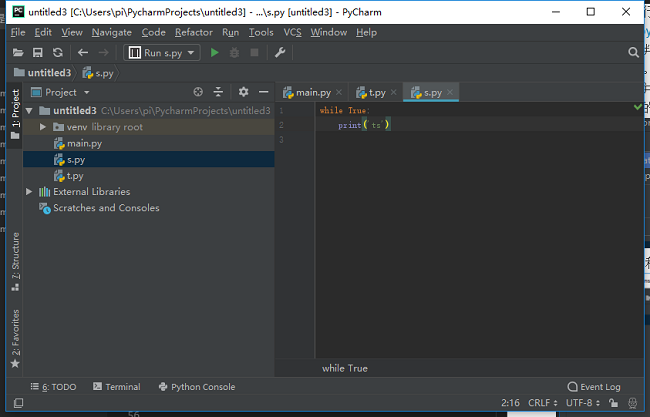 untitled3 [C:\Users\pi\PycharmProjects\untitled3] - ...\s.py [untitled3] - PyCharm
File Edit View Navigate Code Refactor Run Tools VCS Window Help
Run s.py
untitled3 s.py
Project
main.py t.py s.py
1: Project
untitled3 C:\Users\pi\PycharmProjects\untitled3
venv library root
main.py
s.py
t.py
External Libraries
Scratches and Consoles
1 while True:
2 print('ts')
3
7: Structure
2: Favorites
while True
6: TODO Terminal Python Console Event Log
2:16 CRLF UTF-8
56